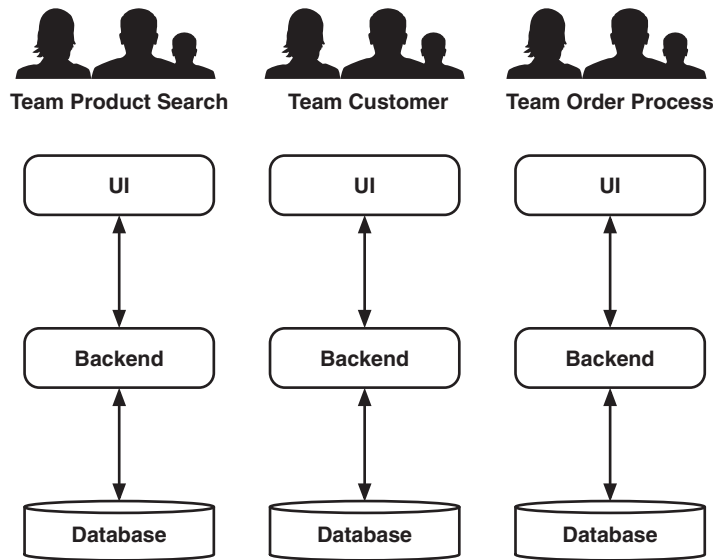 Team Product Search
Team Customer
Team Order Process
UI
UI
UI
Backend
Backend
Backend
Database
Database
Database